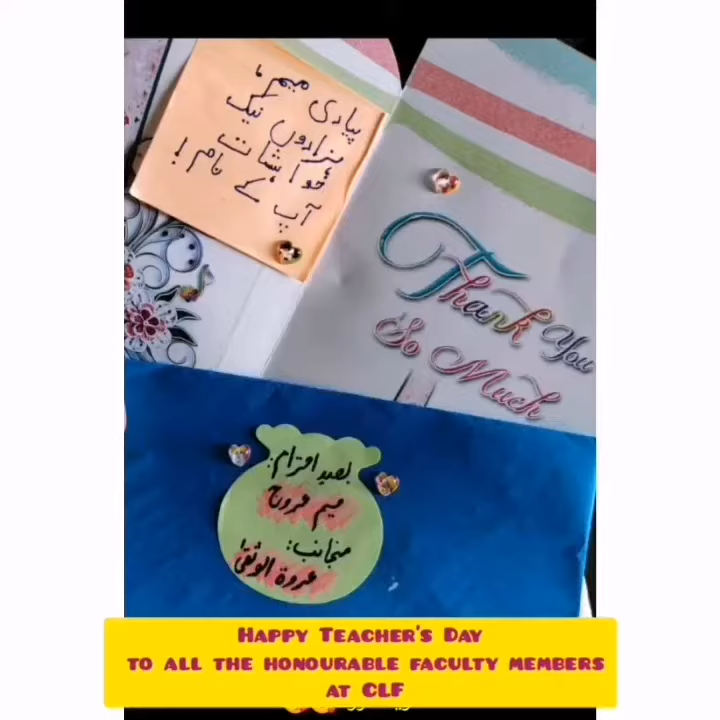 پیاری میم،
ہزاروں نیک
خواہشات
آپ کے نام!
Thank You
So Much
بصد احترام:
میم عروج
منجانب:
عروۃ الوثقیٰ
HAPPY TEACHER'S DAY
TO ALL THE HONOURABLE FACULTY MEMBERS
AT CLF